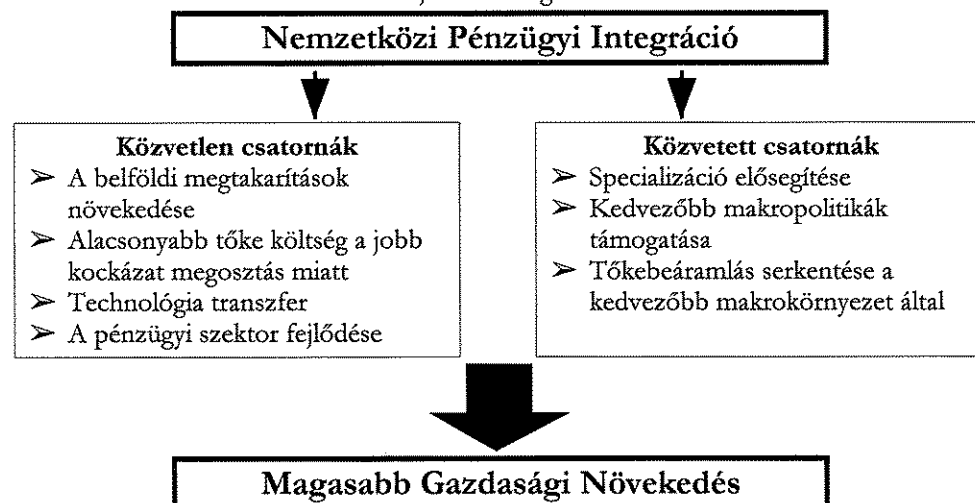 Nemzetközi Pénzügyi Integráció
Közvetlen csatornák
➢ A belföldi megtakarítások
növekedése
➢ Alacsonyabb tőke költség a jobb
kockázat megosztás miatt
➢ Technológia transzfer
➢ A pénzügyi szektor fejlődése
Közvetett csatornák
➢ Specializáció elősegítése
➢ Kedvezőbb makropolitikák
támogatása
➢ Tőkebeáramlás serkentése a
kedvezőbb makrokörnyezet által
Magasabb Gazdasági Növekedés